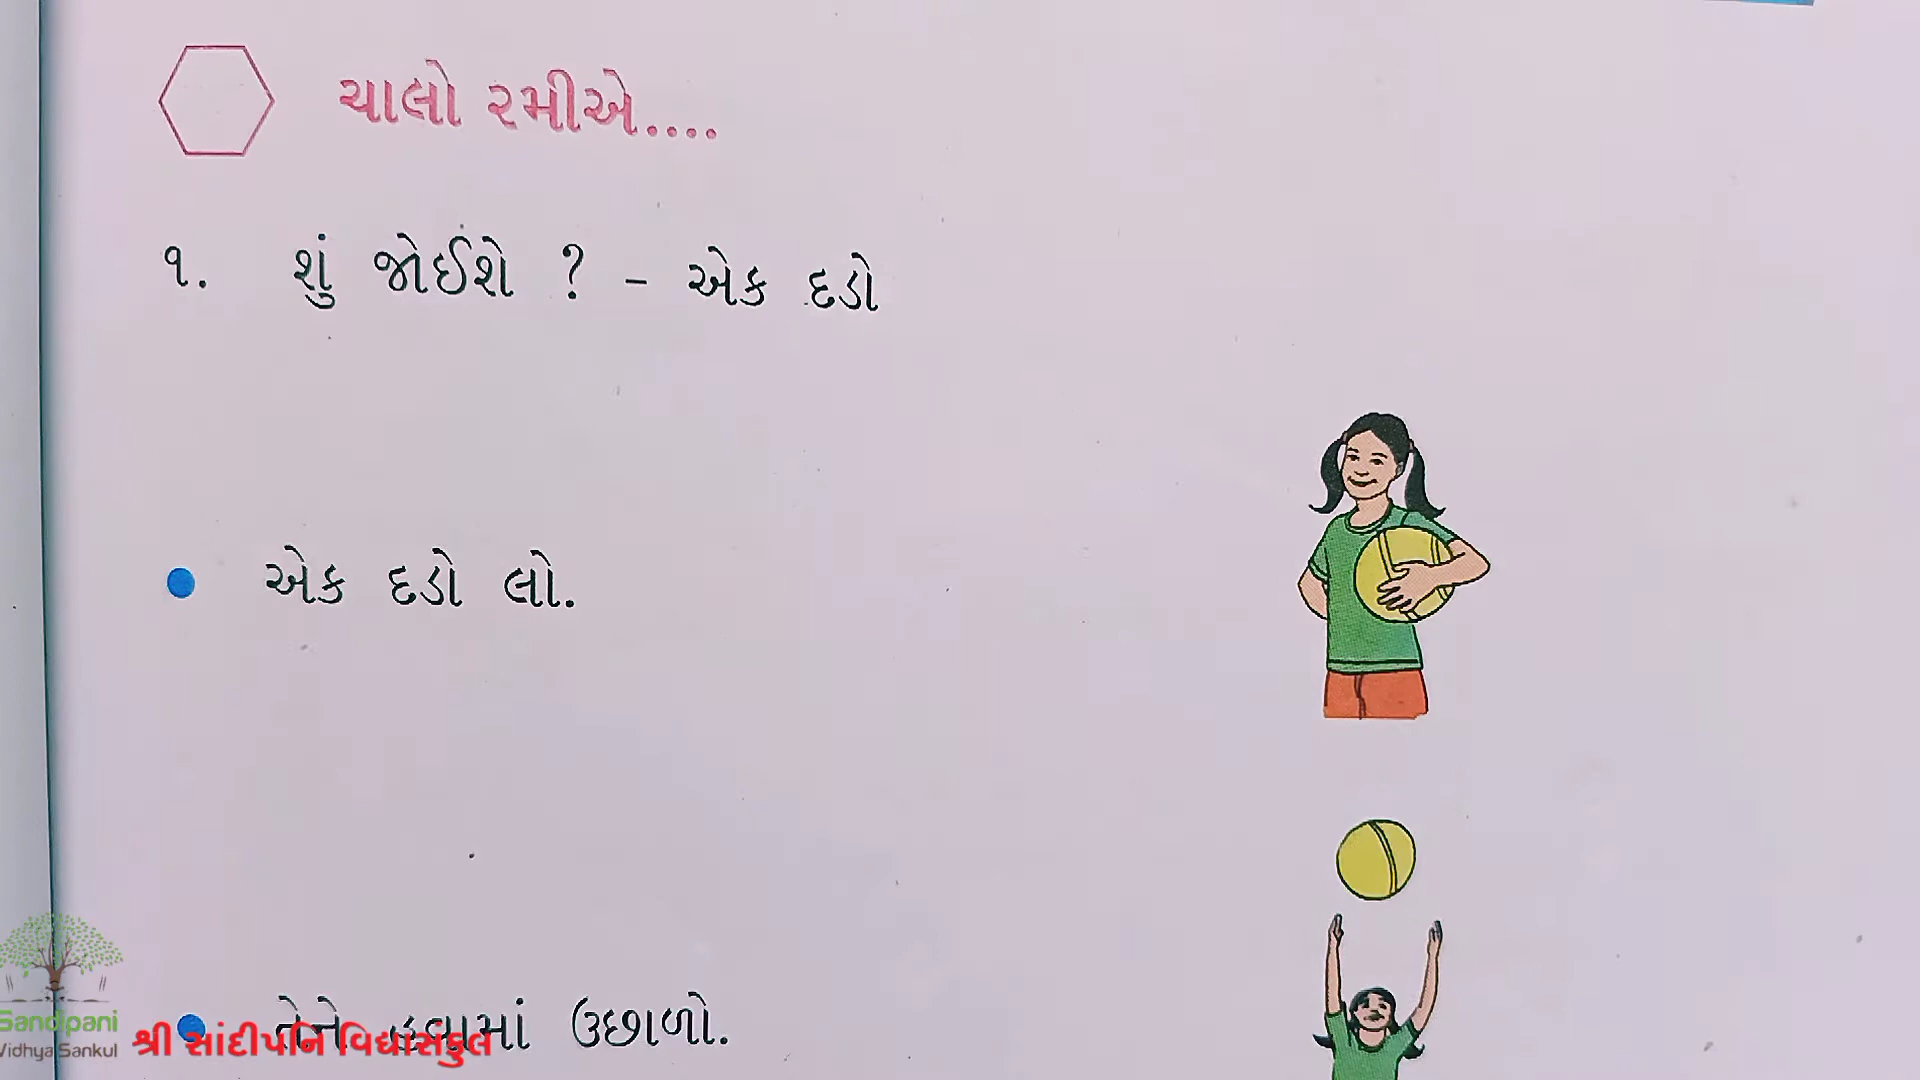 ચાલો રમીએ....
૧. શું જોઈશે ? – એક દડો
એક દડો લો.
તેને હવામાં ઉછાળો.
Sandipani
Vidhya Sankul
શ્રી સાંદીપનિ વિદ્યાસંકુલ